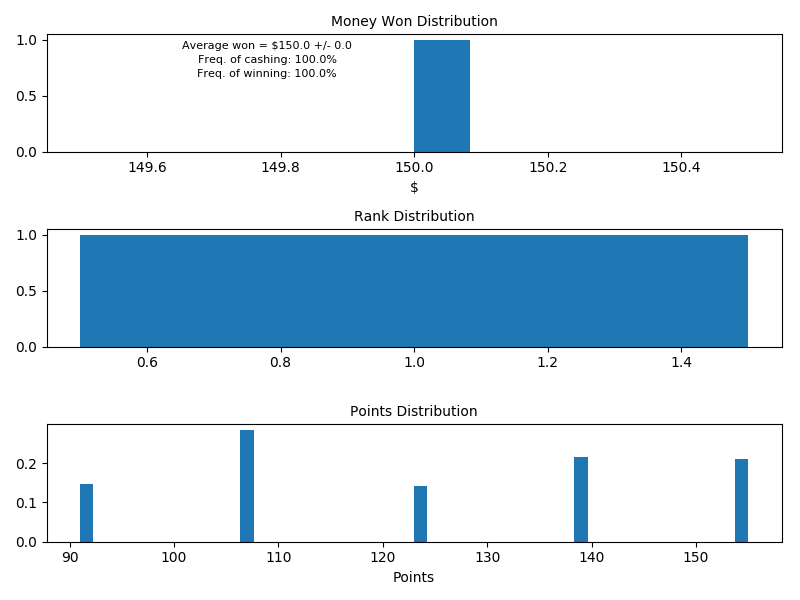 Money Won Distribution
1.0
Average won = $150.0 +/- 0.0
Freq. of cashing: 100.0%
Freq. of winning: 100.0%
0.5
0.0
149.6 149.8 150.0 150.2 150.4
$
Rank Distribution
1.0
0.5
0.0
0.6 0.8 1.0 1.2 1.4
Points Distribution
0.2
0.1
0.0
90 100 110 120 130 140 150
Points